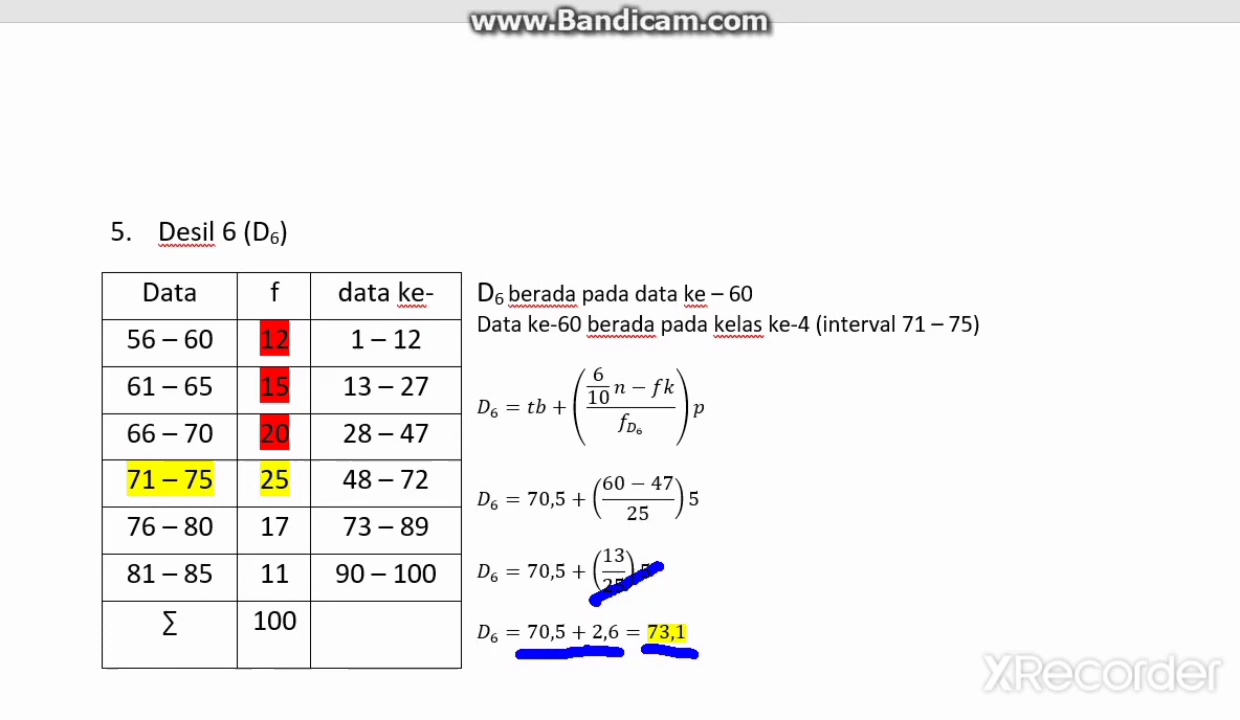 www.Bandicam.com
5. Desil 6 (D₆)
Data f data ke-
56 – 60 12 1 – 12
61 – 65 15 13 – 27
66 – 70 20 28 – 47
71 – 75 25 48 – 72
76 – 80 17 73 – 89
81 – 85 11 90 – 100
∑ 100
D₆ berada pada data ke – 60
Data ke-60 berada pada kelas ke-4 (interval 71 – 75)
D₆ = tb + ((6/10 n − fk)/f_D₆) p
D₆ = 70,5 + ((60 − 47)/25) 5
D₆ = 70,5 + (13/25) 5
D₆ = 70,5 + 2,6 = 73,1
XRecorder